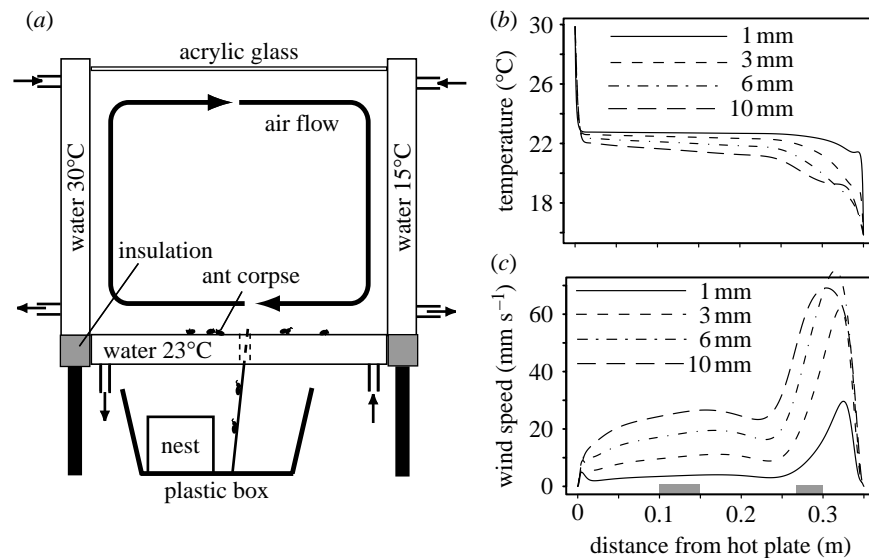 (a)
acrylic glass
air flow
water 30°C
water 15°C
insulation
ant corpse
water 23°C
nest
plastic box
(b)
30
26
22
18
temperature (°C)
1 mm
3 mm
6 mm
10 mm
(c)
60
40
20
0
wind speed (mm s⁻¹)
1 mm
3 mm
6 mm
10 mm
0 0.1 0.2 0.3
distance from hot plate (m)